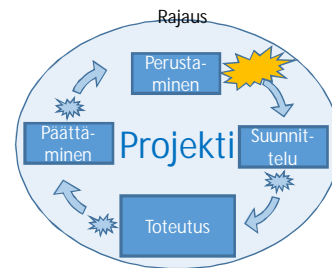 Rajaus
Perusta-
minen
Päättä-
minen
Projekti
Suunnit-
telu
Toteutus